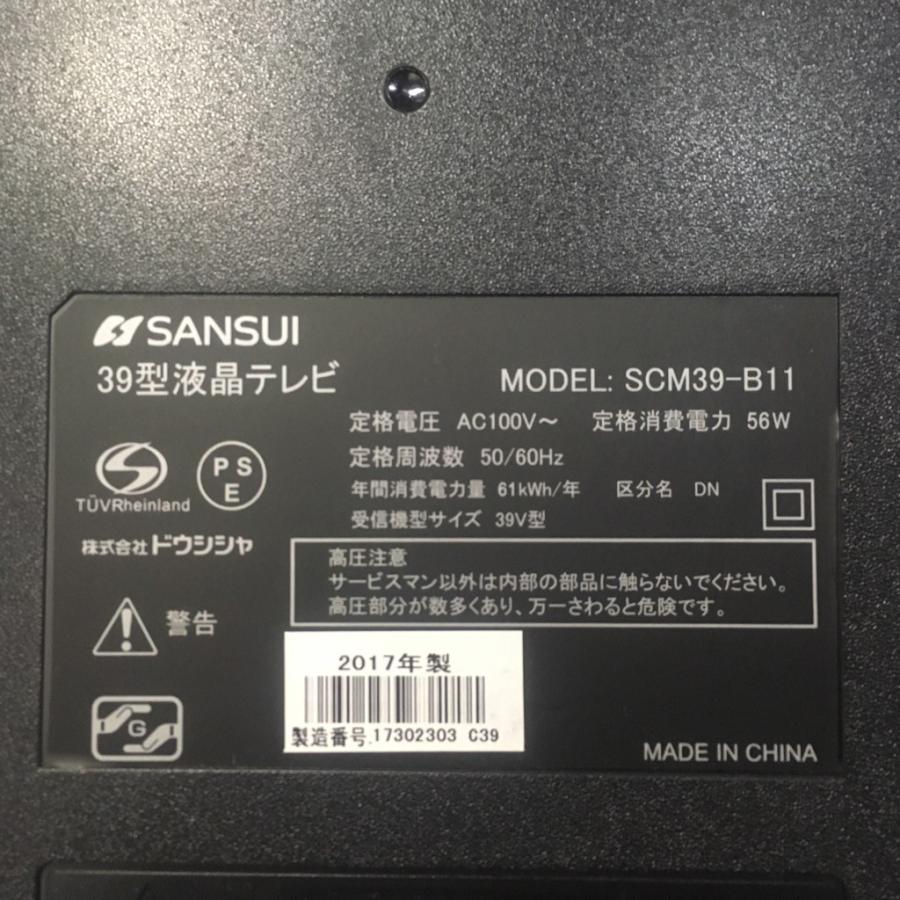 SANSUI
39型液晶テレビ
MODEL: SCM39-B11
定格電圧 AC100V～ 定格消費電力 56W
定格周波数 50/60Hz
年間消費電力量 61kWh/年 区分名 DN
受信機型サイズ 39V型
TÜVRheinland
PS
E
株式会社ドウシシャ
高圧注意
サービスマン以外は内部の部品に触らないでください。
高圧部分が数多くあり、万一さわると危険です。
警告
G
2017年製
製造番号.17302303 C39
MADE IN CHINA